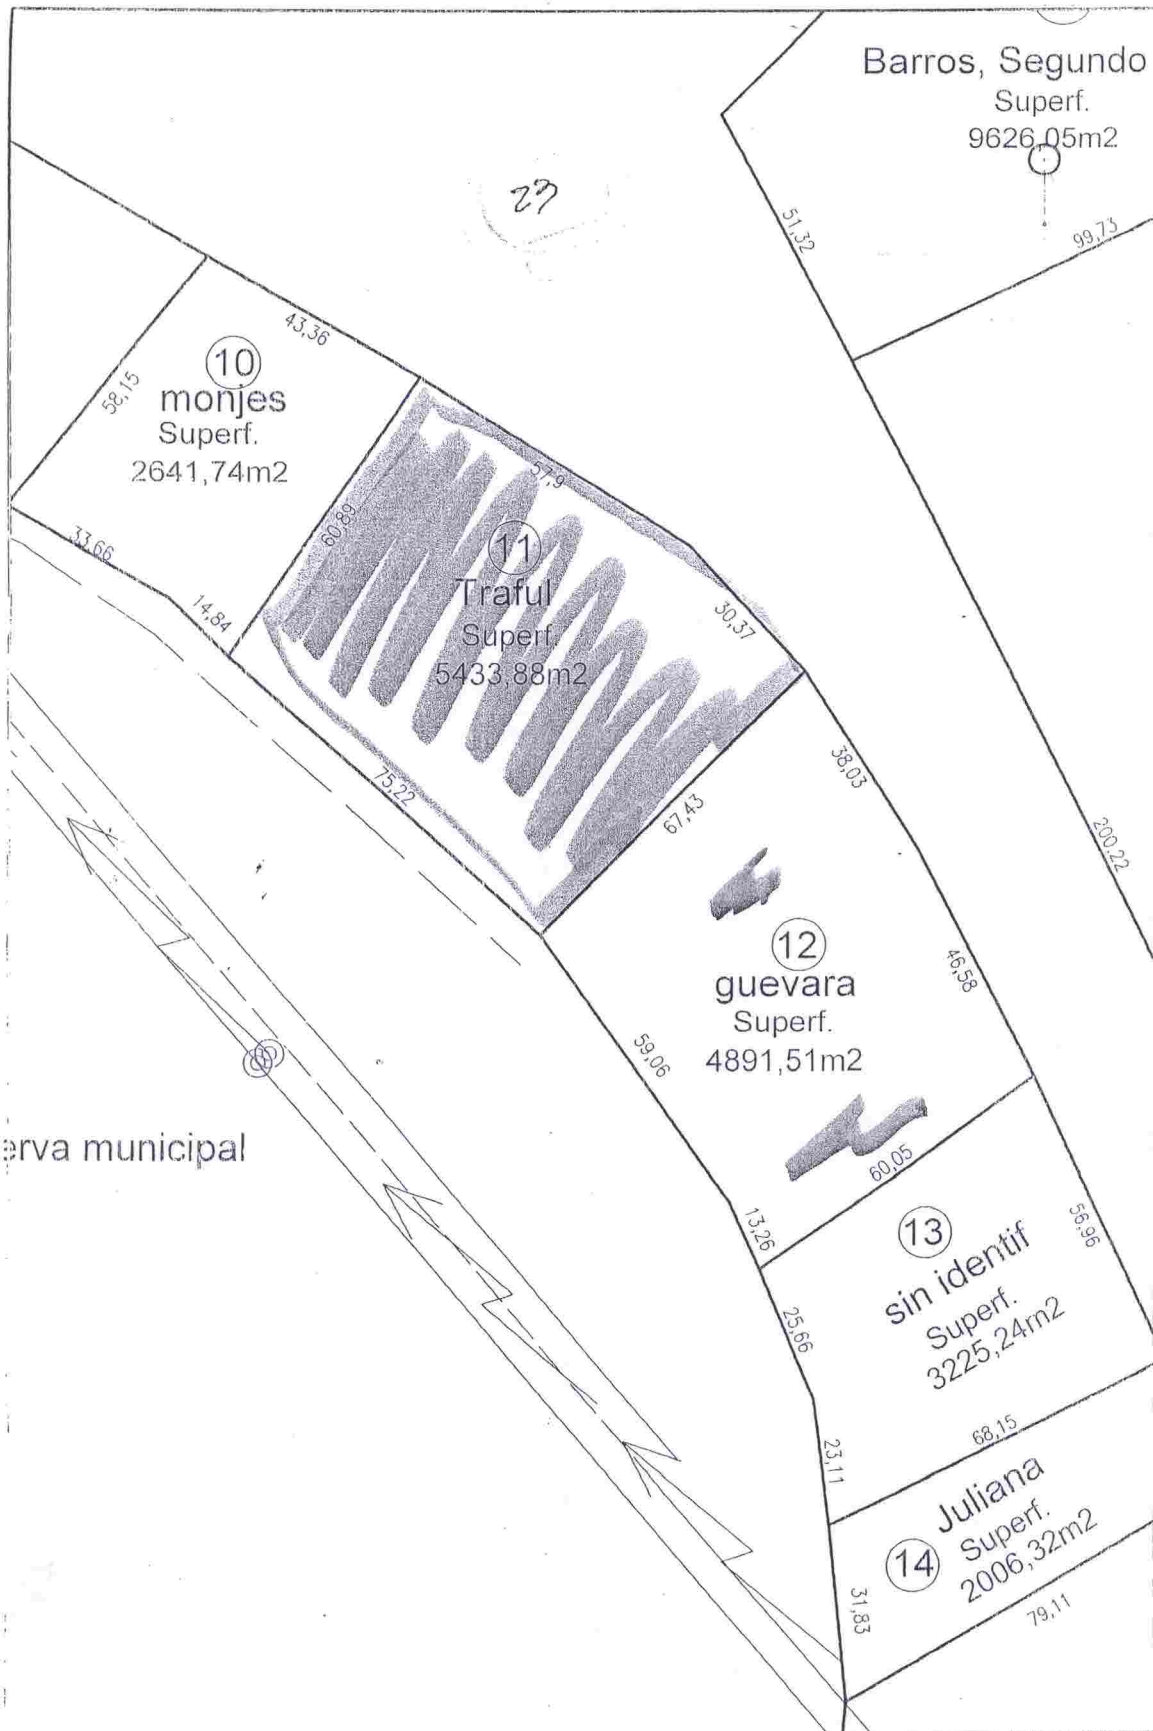 Barros, Segundo
Superf.
9626,05m2
23
51,32
99,73
43,36
10
monjes
Superf.
2641,74m2
58,15
57,9
60,89
33,66
11
Traful
Superf.
5433,88m2
14,84
30,37
75,22
38,03
67,43
200,22
12
guevara
Superf.
4891,51m2
46,58
59,06
erva municipal
60,05
13,26
13
sin identif
Superf.
3225,24m2
56,96
25,66
68,15
23,11
Juliana
14
Superf.
2006,32m2
31,83
79,11